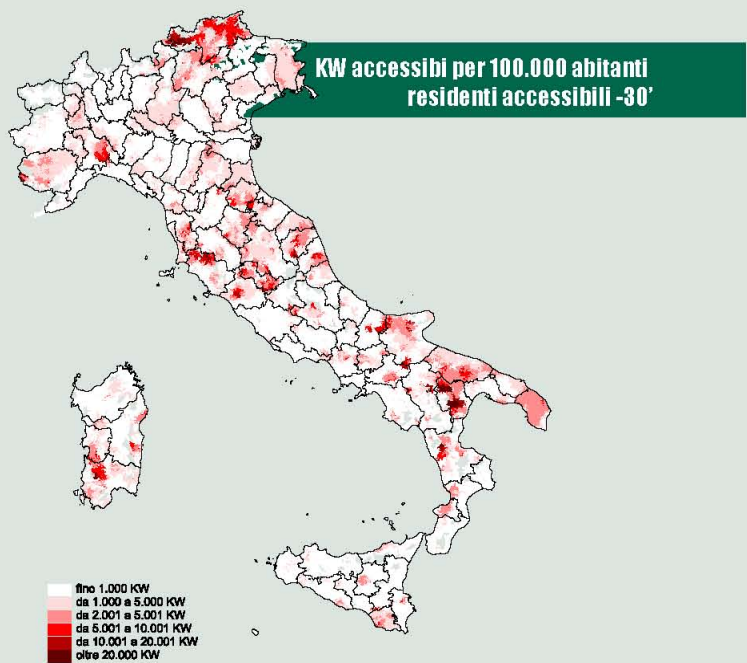 KW accessibi per 100.000 abitanti
residenti accessibili -30'
fino 1.000 KW
da 1.000 a 5.000 KW
da 2.001 a 5.001 KW
da 5.001 a 10.001 KW
da 10.001 a 20.001 KW
oltre 20.000 KW